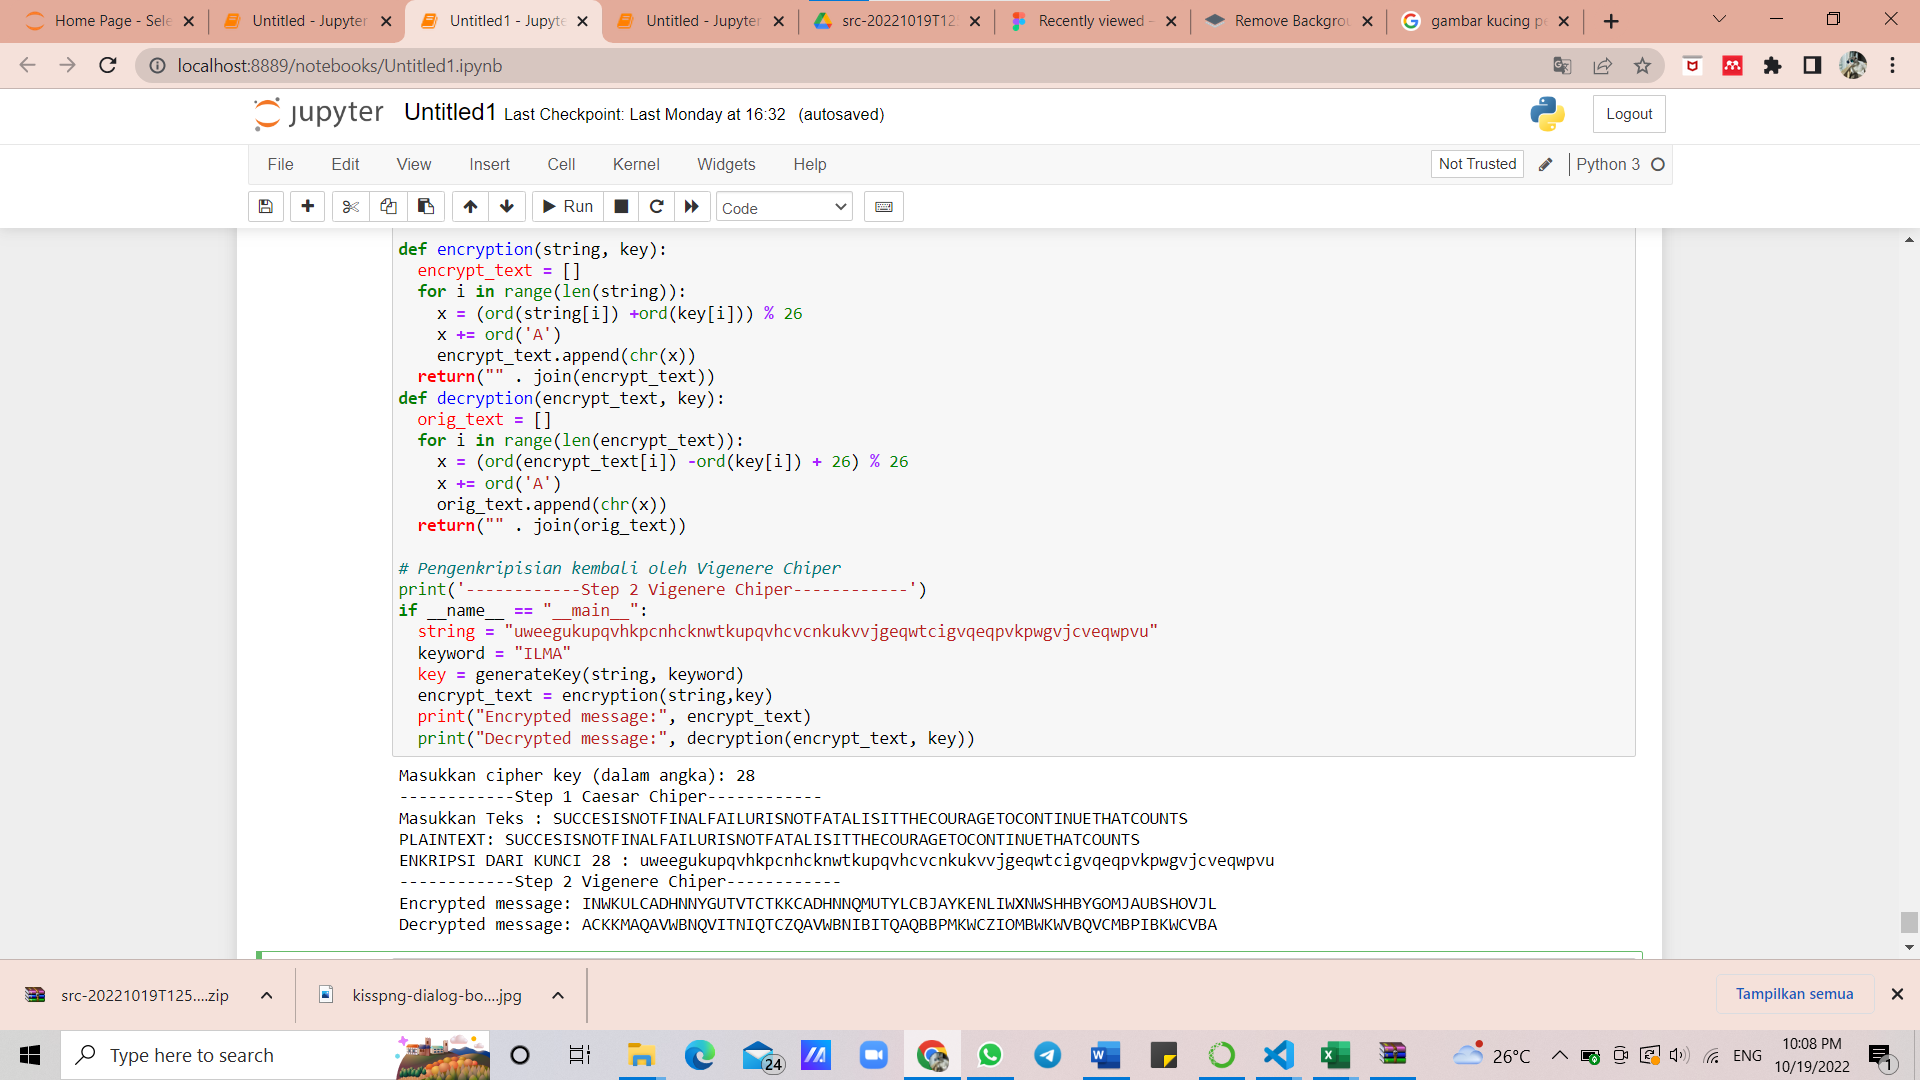 Home Page - Sele
Untitled - Jupyter
Untitled1 - Jupyte
Untitled - Jupyter
src-20221019T12
Recently viewed -
Remove Backgrou
gambar kucing pe
localhost:8889/notebooks/Untitled1.ipynb
jupyter Untitled1 Last Checkpoint: Last Monday at 16:32 (autosaved)
Logout
File Edit View Insert Cell Kernel Widgets Help
Not Trusted
Python 3
Run
Code
def encryption(string, key):
  encrypt_text = []
  for i in range(len(string)):
    x = (ord(string[i]) +ord(key[i])) % 26
    x += ord('A')
    encrypt_text.append(chr(x))
  return("" . join(encrypt_text))
def decryption(encrypt_text, key):
  orig_text = []
  for i in range(len(encrypt_text)):
    x = (ord(encrypt_text[i]) -ord(key[i]) + 26) % 26
    x += ord('A')
    orig_text.append(chr(x))
  return("" . join(orig_text))
# Pengenkripisian kembali oleh Vigenere Chiper
print('------------Step 2 Vigenere Chiper------------')
if __name__ == "__main__":
  string = "uweegukupqvhkpcnhcknwtkupqvhcvcnkukvvjgeqwtcigvqeqpvkpwgvjcveqwpvu"
  keyword = "ILMA"
  key = generateKey(string, keyword)
  encrypt_text = encryption(string,key)
  print("Encrypted message:", encrypt_text)
  print("Decrypted message:", decryption(encrypt_text, key))
Masukkan cipher key (dalam angka): 28
------------Step 1 Caesar Chiper------------
Masukkan Teks : SUCCESISNOTFINALFAILURISNOTFATALISITTHECOURAGETOCONTINUETHATCOUNTS
PLAINTEXT: SUCCESISNOTFINALFAILURISNOTFATALISITTHECOURAGETOCONTINUETHATCOUNTS
ENKRIPSI DARI KUNCI 28 : uweegukupqvhkpcnhcknwtkupqvhcvcnkukvvjgeqwtcigvqeqpvkpwgvjcveqwpvu
------------Step 2 Vigenere Chiper------------
Encrypted message: INWKULCADHNNYGUTVTCTKKCADHNNQMUTYLCBJAYKENLIWXNWSHHBYGOMJAUBSHOVJL
Decrypted message: ACKKMAQAVWBNQVITNIQTCZQAVWBNIBITQAQBBPMKWCZIOMBWKWVBQVCMBPIBKWCVBA
src-20221019T125....zip
kisspng-dialog-bo....jpg
Tampilkan semua
Type here to search
24
26°C
ENG
10:08 PM
10/19/2022
1